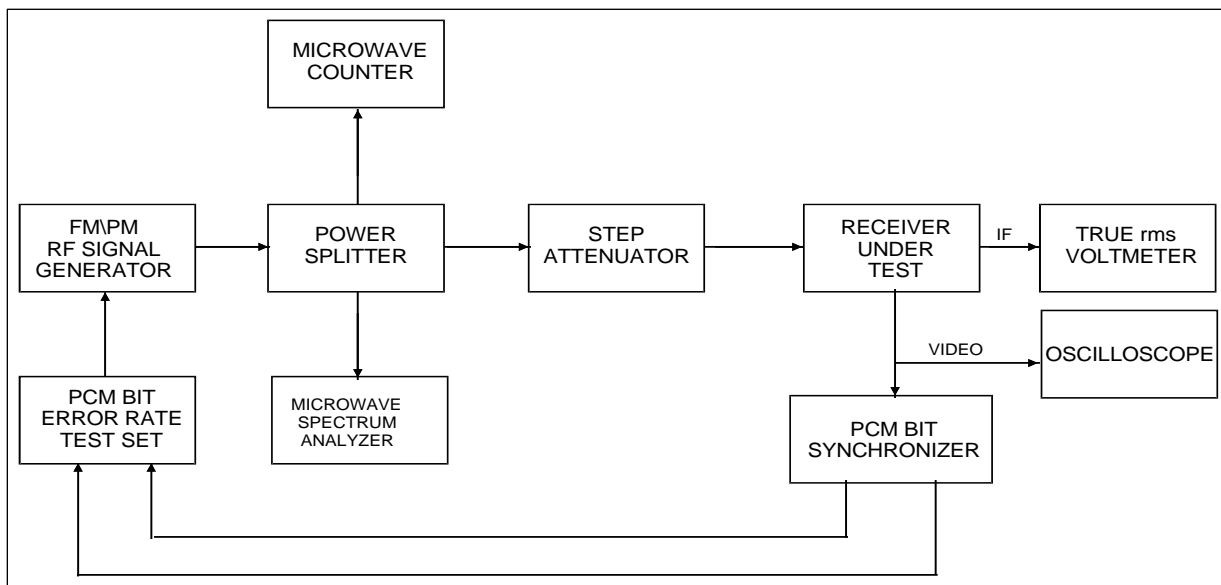 MICROWAVE
COUNTER
FM\PM
RF SIGNAL
GENERATOR
POWER
SPLITTER
STEP
ATTENUATOR
RECEIVER
UNDER
TEST
IF
TRUE rms
VOLTMETER
VIDEO
OSCILLOSCOPE
PCM BIT
ERROR RATE
TEST SET
MICROWAVE
SPECTRUM
ANALYZER
PCM BIT
SYNCHRONIZER